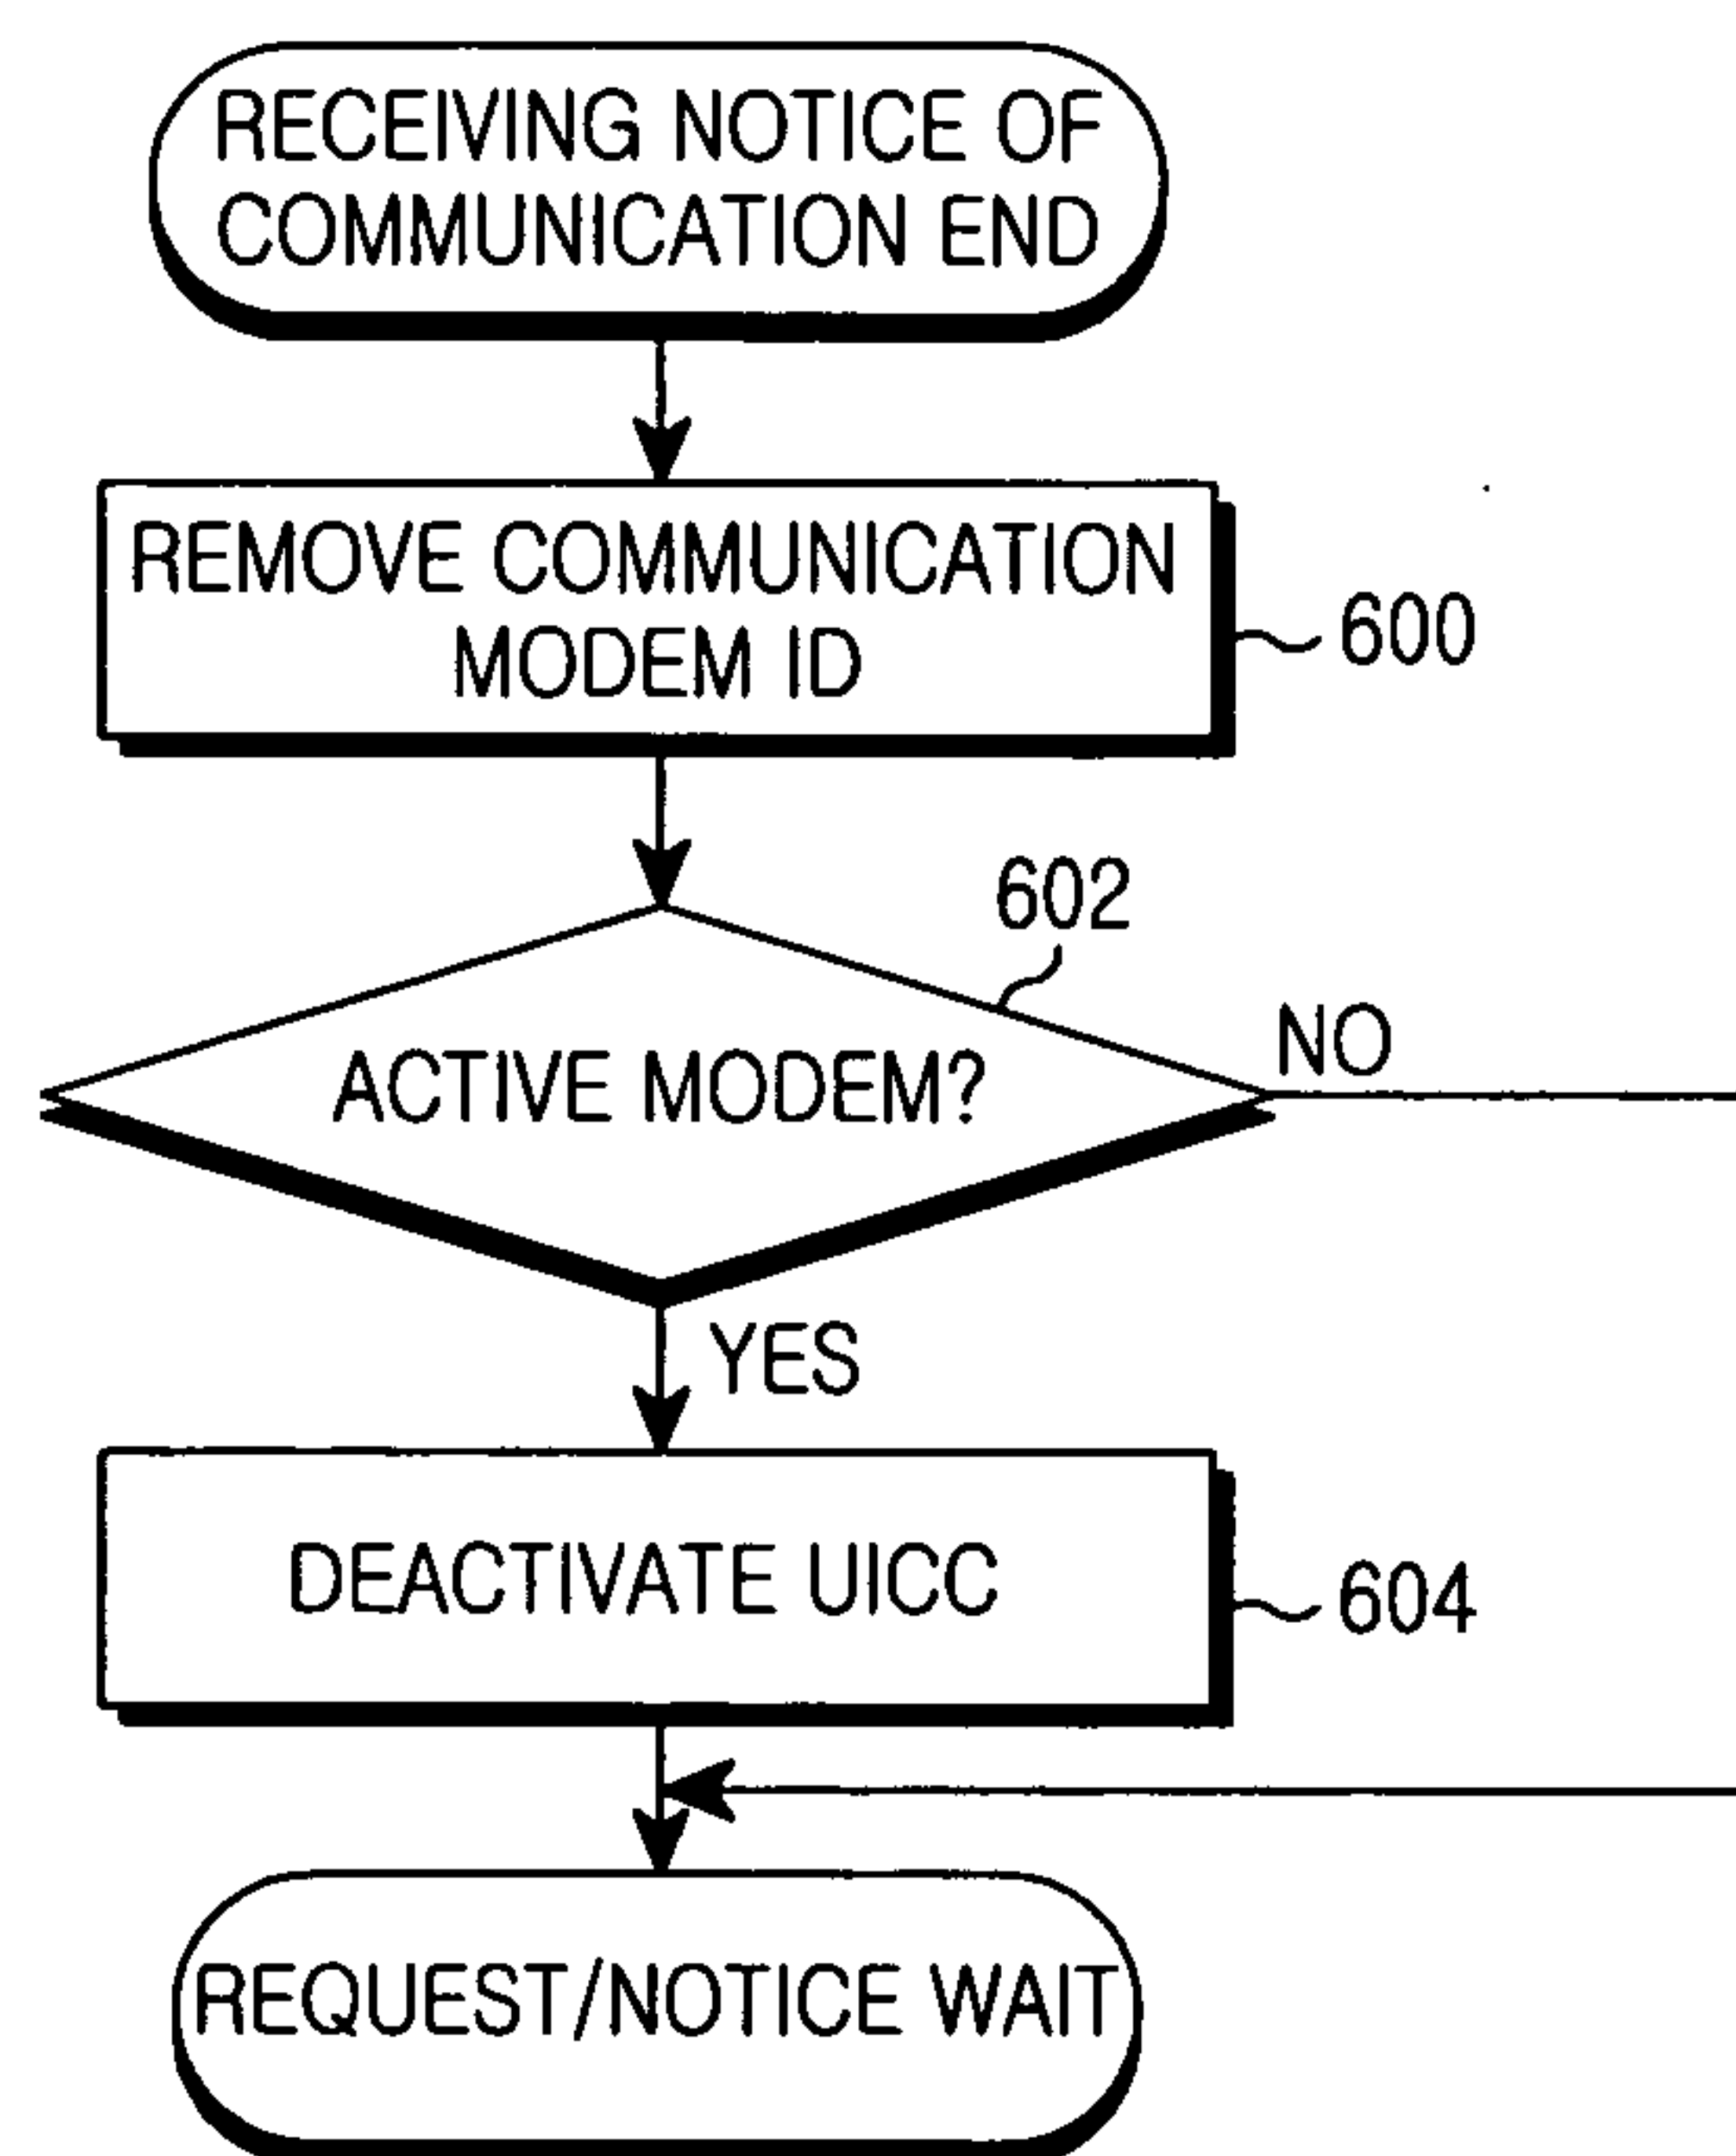 RECEIVING NOTICE OF
COMMUNICATION END
REMOVE COMMUNICATION
MODEM ID
600
602
ACTIVE MODEM?
NO
YES
DEACTIVATE UICC
604
REQUEST/NOTICE WAIT